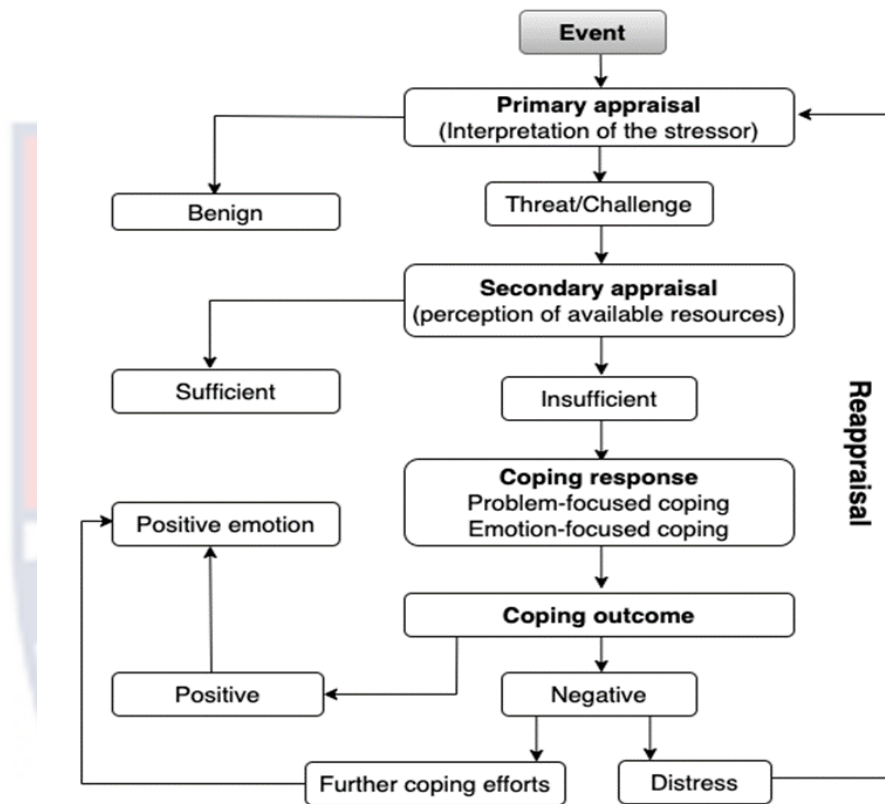 Event
Primary appraisal
(Interpretation of the stressor)
Benign
Threat/Challenge
Secondary appraisal
(perception of available resources)
Sufficient
Insufficient
Reappraisal
Coping response
Problem-focused coping
Emotion-focused coping
Positive emotion
Coping outcome
Positive
Negative
Further coping efforts
Distress